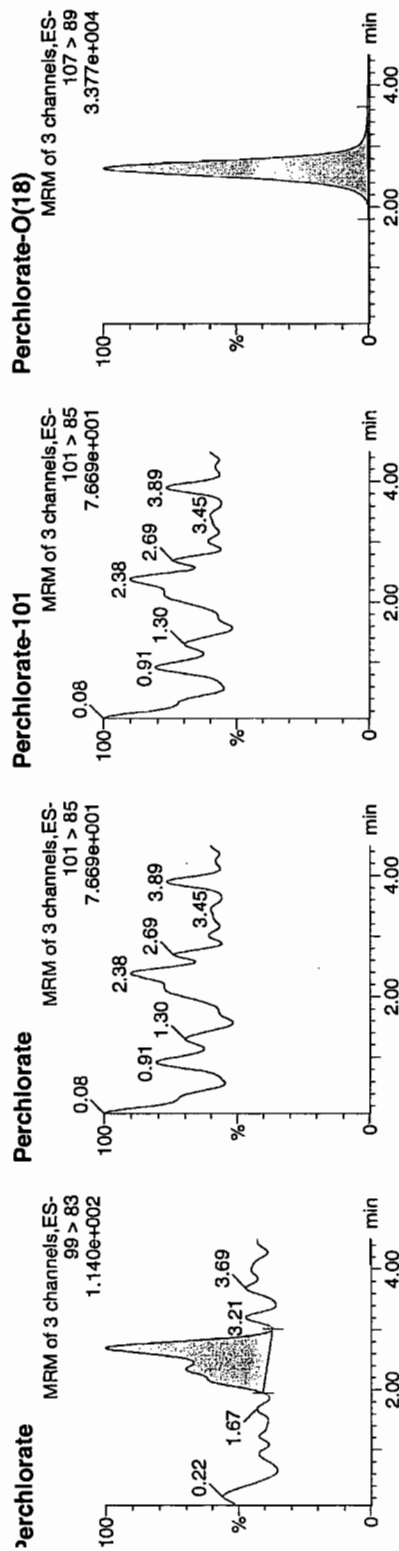 Perchlorate
MRM of 3 channels,ES-
99 > 83
1.140e+002
100
%
0
0.22
1.67
3.21
3.69
2.00
4.00
min
Perchlorate
MRM of 3 channels,ES-
101 > 85
7.669e+001
100
%
0
0.08
0.91
1.30
2.38
2.69
3.45
3.89
2.00
4.00
min
Perchlorate-101
MRM of 3 channels,ES-
101 > 85
7.669e+001
100
%
0
0.08
0.91
1.30
2.38
2.69
3.45
3.89
2.00
4.00
min
Perchlorate-O(18)
MRM of 3 channels,ES-
107 > 89
3.377e+004
100
%
0
2.00
4.00
min